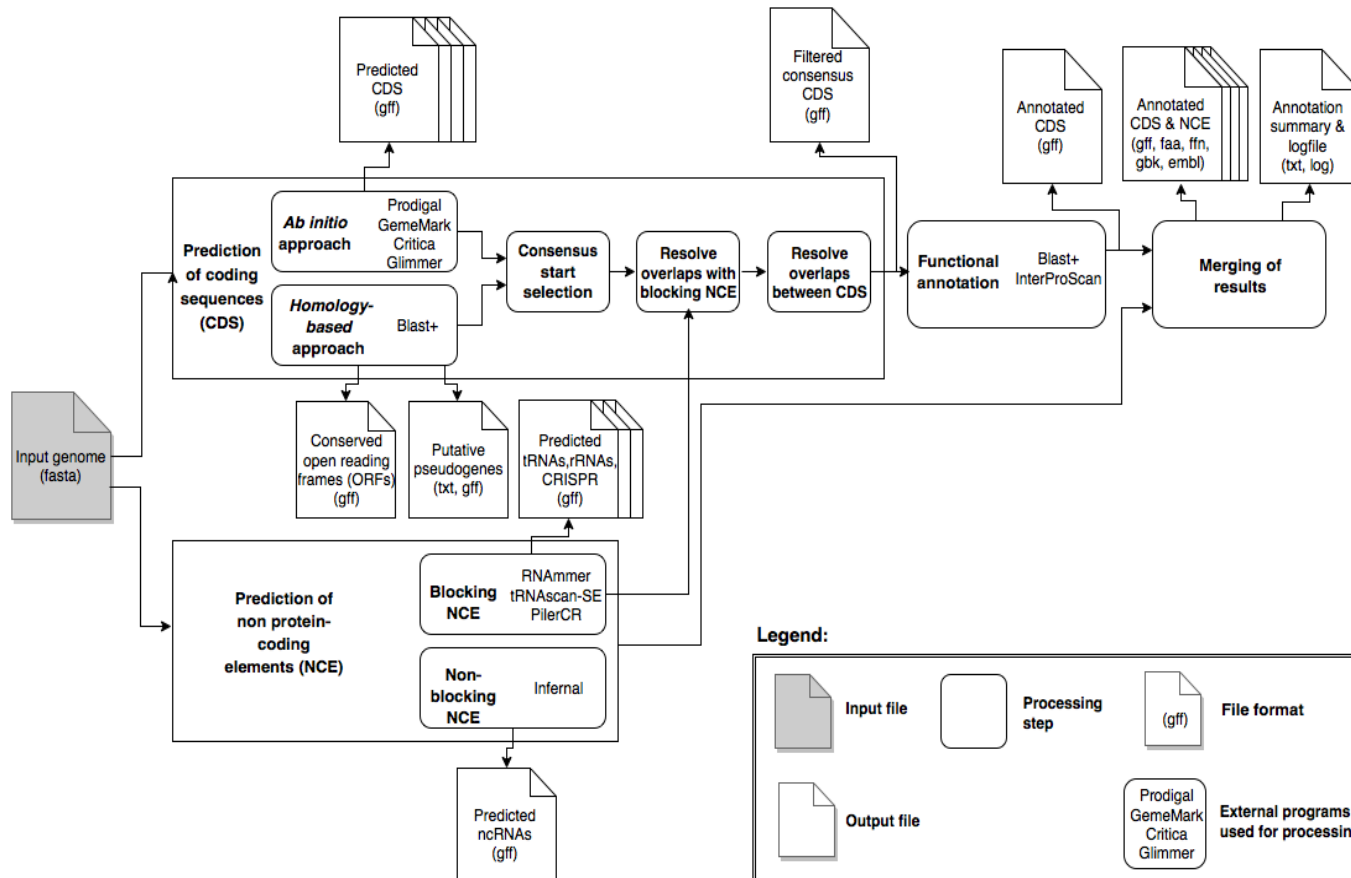 Predicted
CDS
(gff)
Filtered
consensus
CDS
(gff)
Annotated
CDS
(gff)
Annotated
CDS & NCE
(gff, faa, ffn,
gbk, embl)
Annotation
summary &
logfile
(txt, log)
Prediction
of coding
sequences
(CDS)
Ab initio
approach
Prodigal
GemeMark
Critica
Glimmer
Homology-
based
approach
Blast+
Consensus
start
selection
Resolve
overlaps with
blocking NCE
Resolve
overlaps
between CDS
Functional
annotation
Blast+
InterProScan
Merging of
results
Input genome
(fasta)
Conserved
open reading
frames (ORFs)
(gff)
Putative
pseudogenes
(txt, gff)
Predicted
tRNAs,rRNAs,
CRISPR
(gff)
Prediction of
non protein-
coding
elements (NCE)
Blocking
NCE
RNAmmer
tRNAscan-SE
PilerCR
Non-
blocking
NCE
Infernal
Predicted
ncRNAs
(gff)
Legend:
Input file
Processing
step
(gff)
File format
Output file
Prodigal
GemeMark
Critica
Glimmer
External programs
used for processin